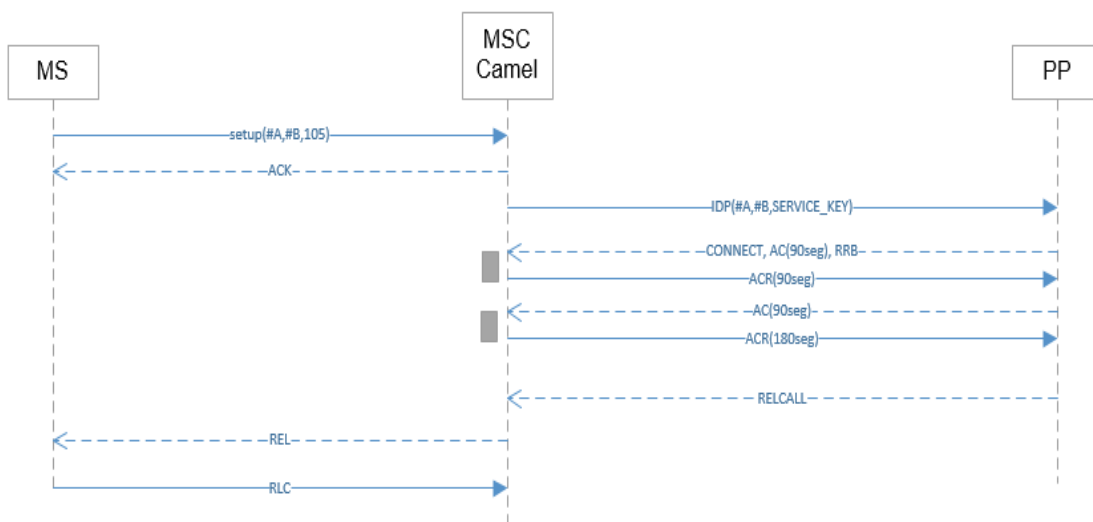 MS
MSC
Camel
PP
setup(#A,#B,105)
ACK
IDP(#A,#B,SERVICE_KEY)
CONNECT, AC(90seg), RRB
ACR(90seg)
AC(90seg)
ACR(180seg)
RELCALL
REL
RLC